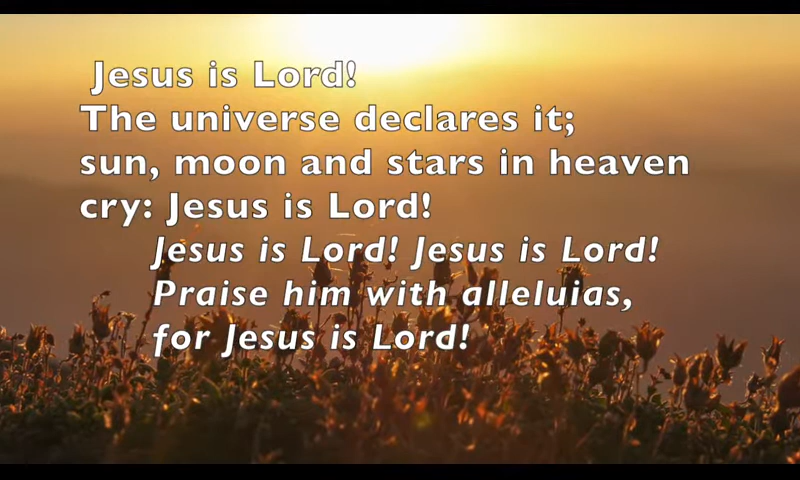 Jesus is Lord!
The universe declares it;
sun, moon and stars in heaven
cry: Jesus is Lord!
Jesus is Lord! Jesus is Lord!
Praise him with alleluias,
for Jesus is Lord!